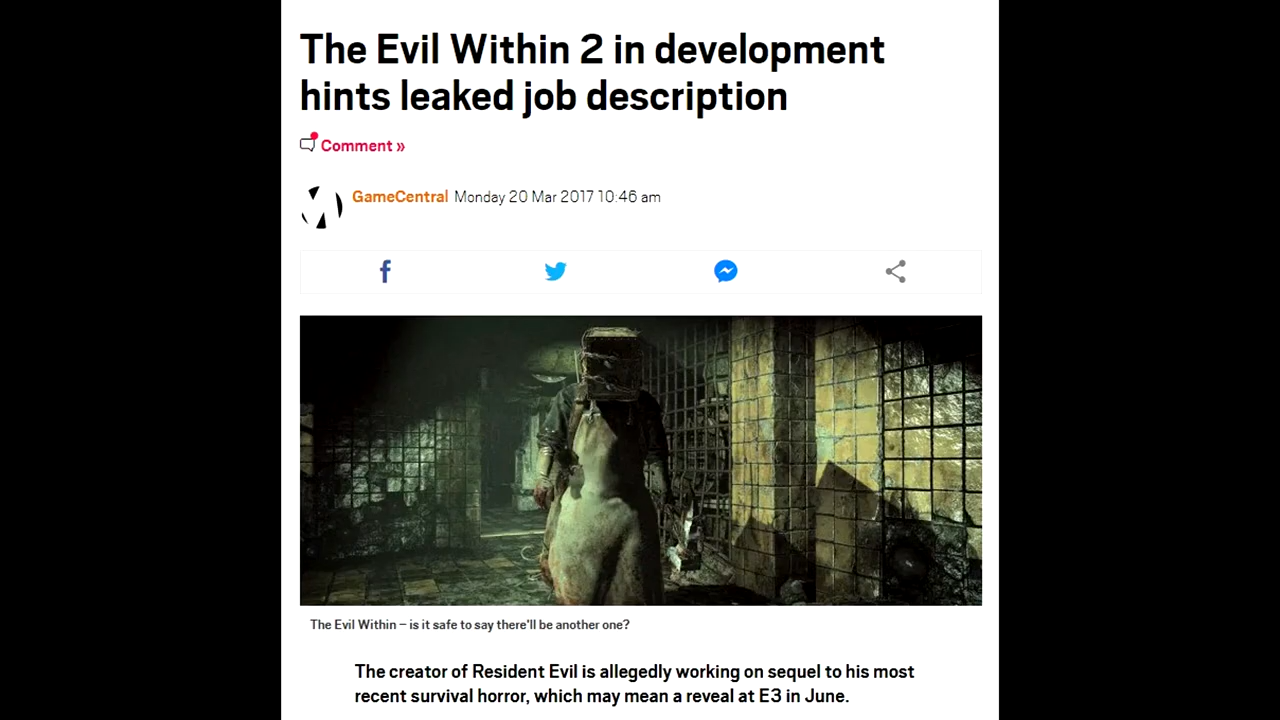 The Evil Within 2 in development
hints leaked job description
Comment »
GameCentral Monday 20 Mar 2017 10:46 am
The Evil Within – is it safe to say there'll be another one?
The creator of Resident Evil is allegedly working on sequel to his most
recent survival horror, which may mean a reveal at E3 in June.